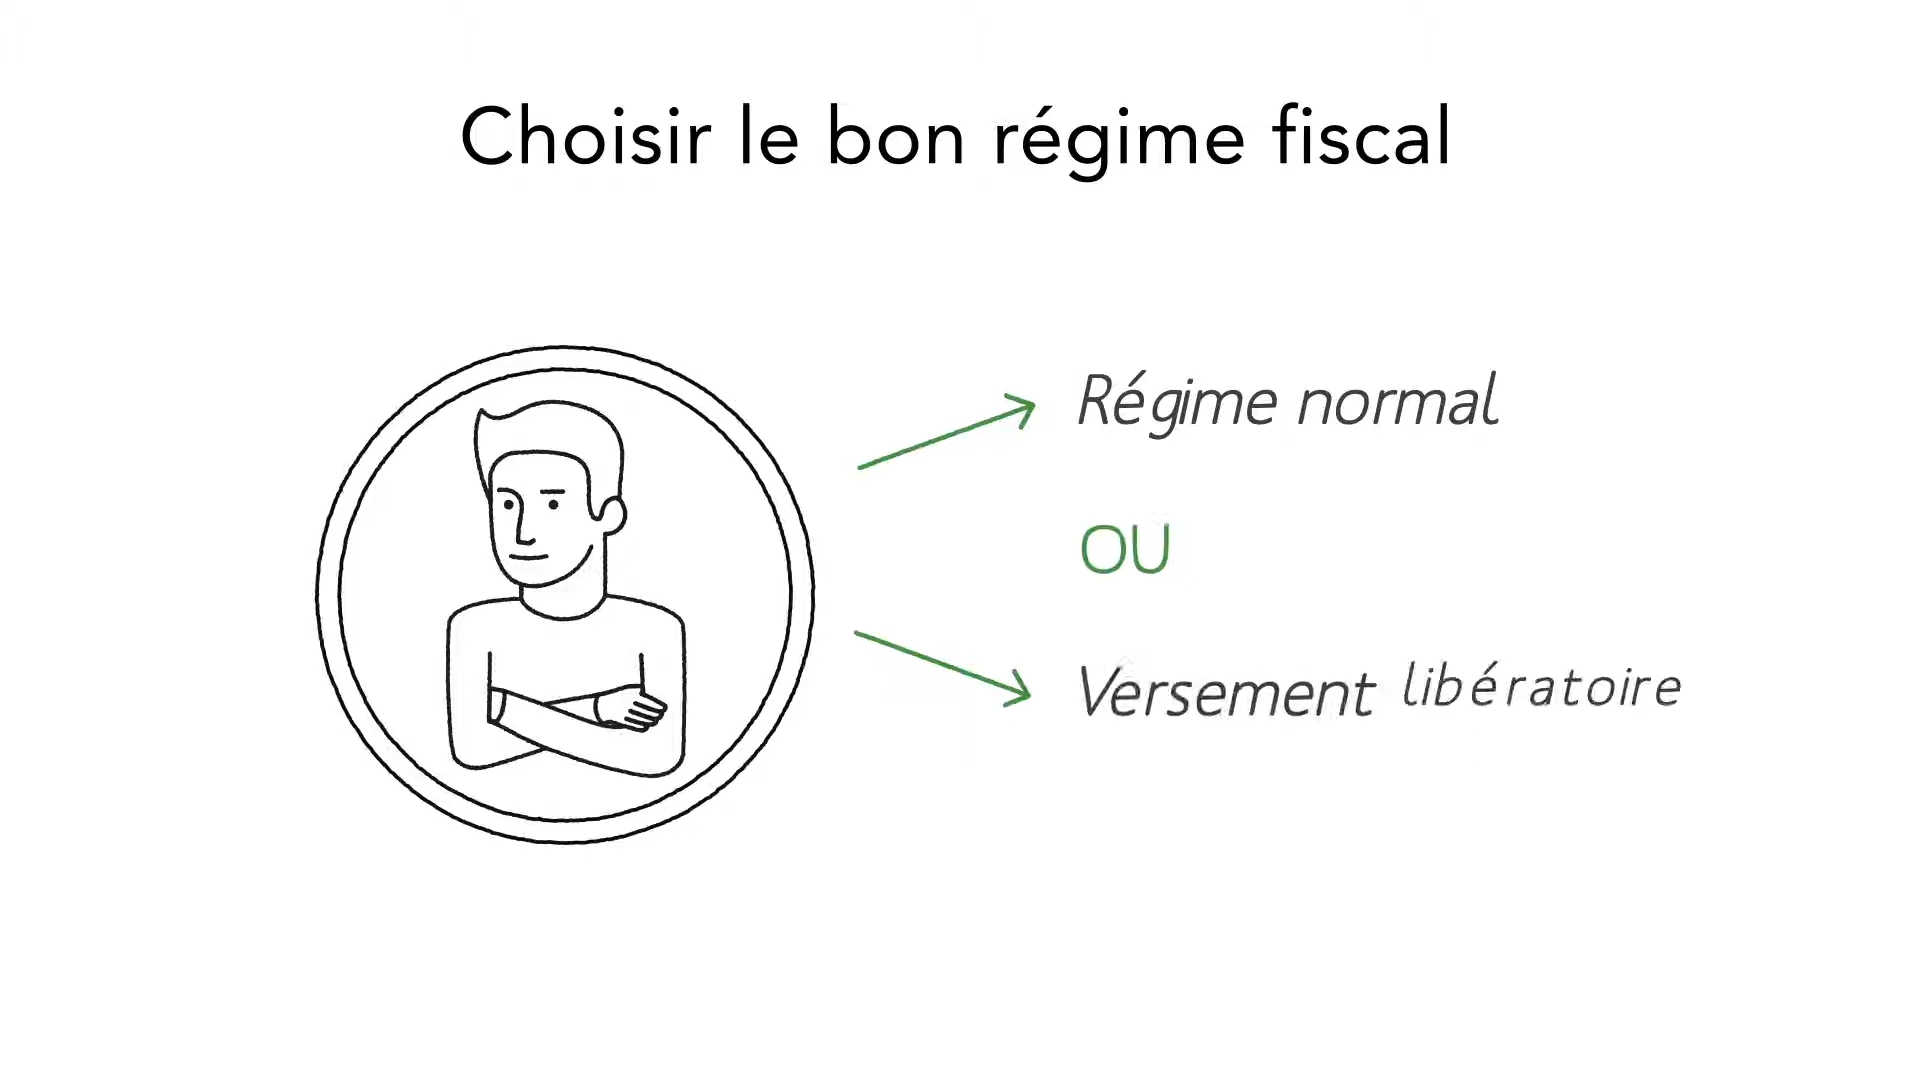 Choisir le bon régime fiscal
Régime normal
OU
Versement libératoire